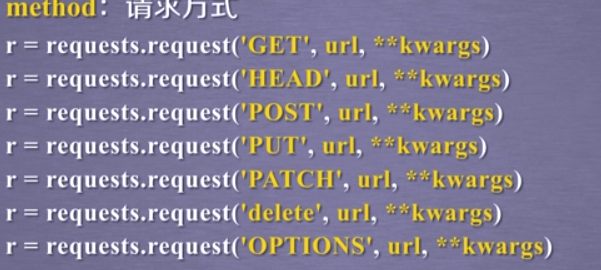 method：请求方式
r = requests.request('GET', url, **kwargs)
r = requests.request('HEAD', url, **kwargs)
r = requests.request('POST', url, **kwargs)
r = requests.request('PUT', url, **kwargs)
r = requests.request('PATCH', url, **kwargs)
r = requests.request('delete', url, **kwargs)
r = requests.request('OPTIONS', url, **kwargs)